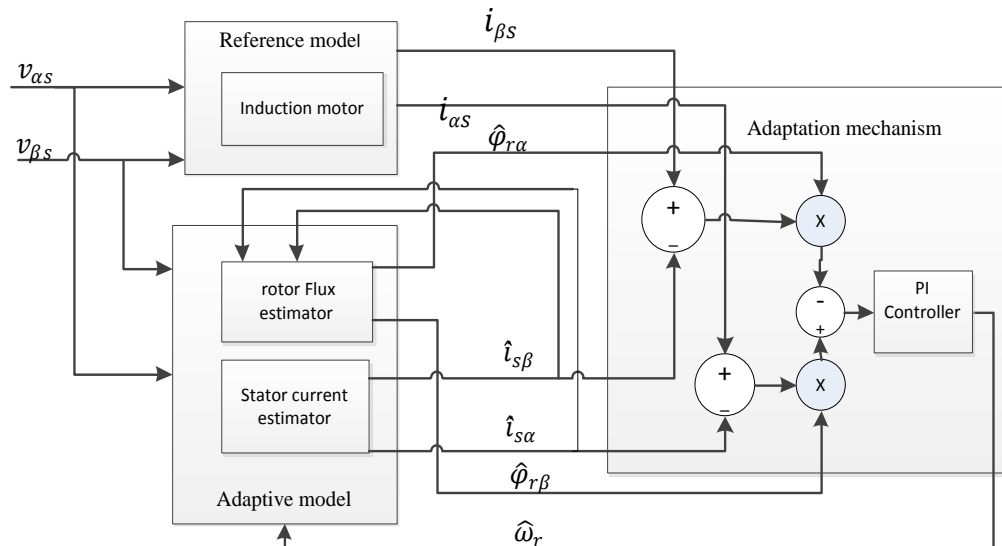 i_βs
Reference model
v_αs
Induction motor
i_αs
Adaptation mechanism
φ̂_rα
v_βs
+
x
−
rotor Flux
estimator
PI
Controller
-
+
î_sβ
+
x
Stator current
estimator
−
î_sα
φ̂_rβ
Adaptive model
ω̂_r